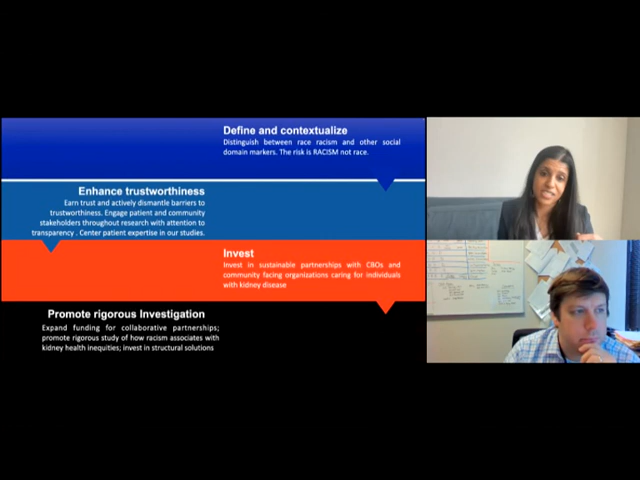 Define and contextualize
Distinguish between race racism and other social
domain markers. The risk is RACISM not race.
Enhance trustworthiness
Earn trust and actively dismantle barriers to
trustworthiness. Engage patient and community
stakeholders throughout research with attention to
transparency . Center patient expertise in our studies.
Invest
Invest in sustainable partnerships with CBOs and
community facing organizations caring for individuals
with kidney disease
Promote rigorous Investigation
Expand funding for collaborative partnerships;
promote rigorous study of how racism associates with
kidney health inequities; invest in structural solutions